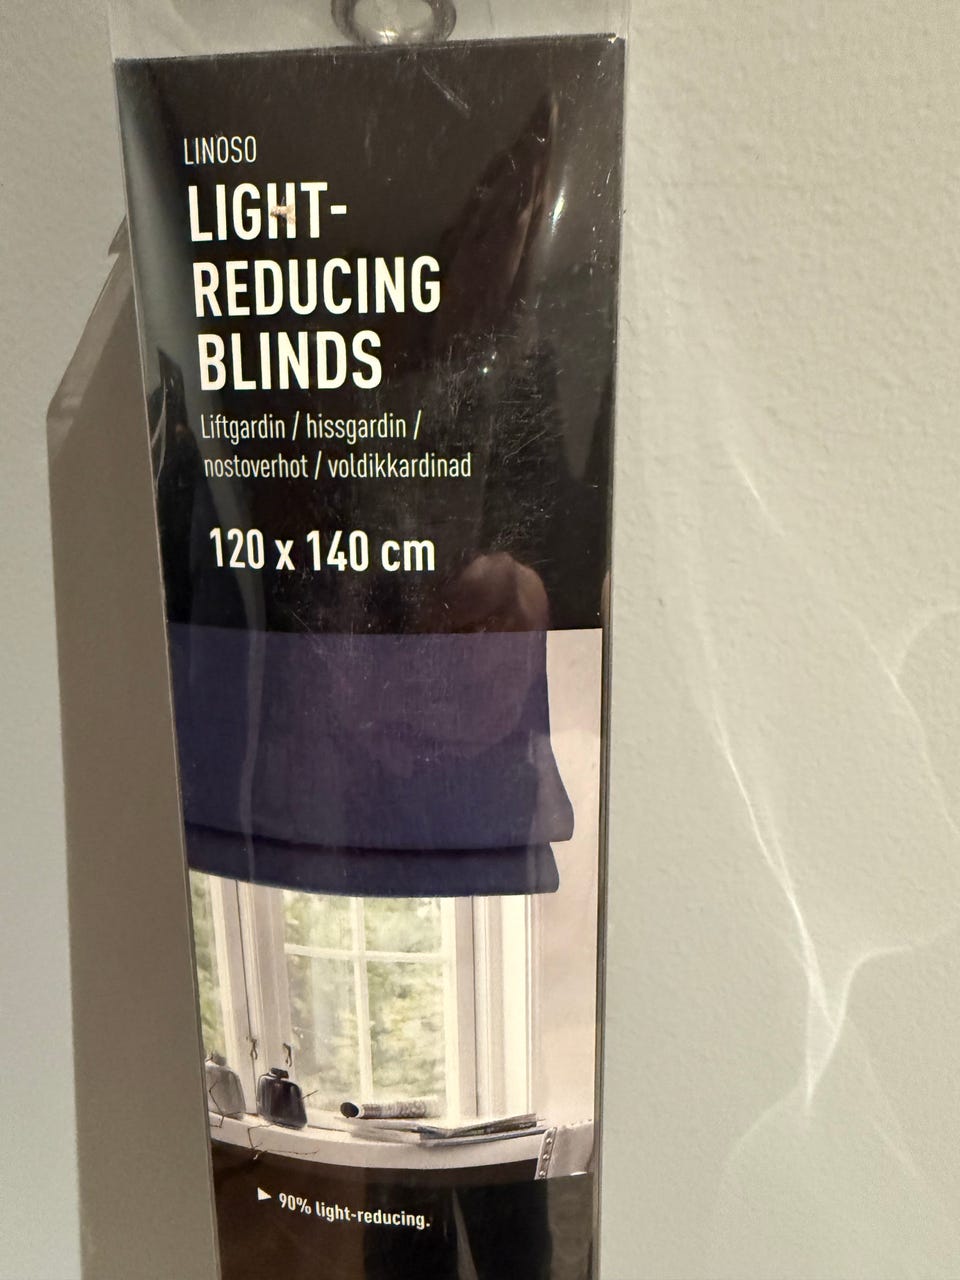 LINOSO
LIGHT-
REDUCING
BLINDS
Liftgardin / hissgardin /
nostoverhot / voldikkardinad
120 x 140 cm
► 90% light-reducing.